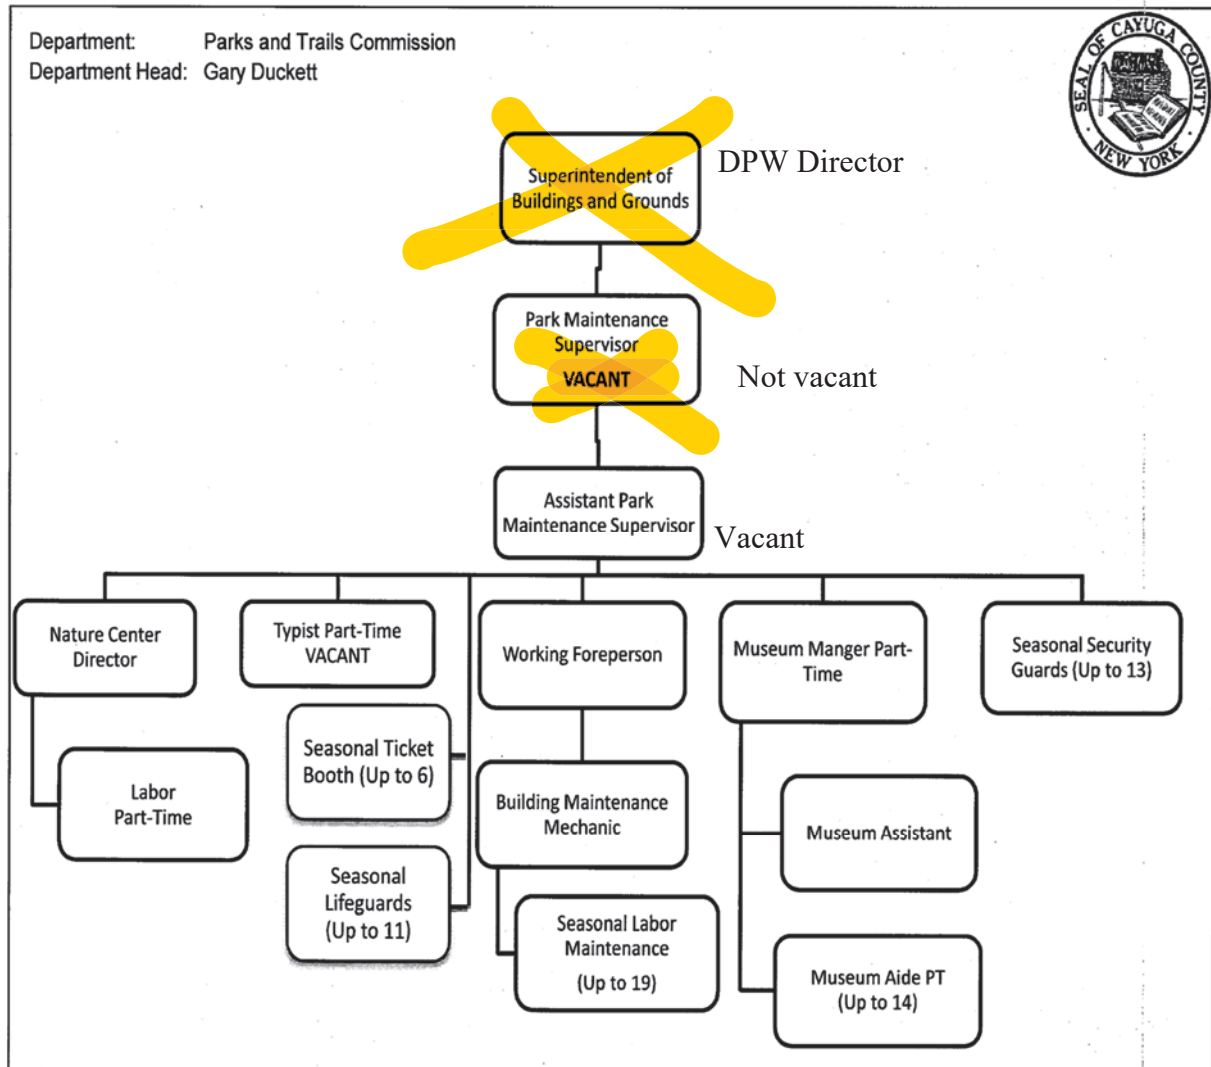 Department: Parks and Trails Commission
Department Head: Gary Duckett
SEAL OF CAYUGA COUNTY
NEW YORK
Superintendent of
Buildings and Grounds
DPW Director
Park Maintenance
Supervisor
VACANT
Not vacant
Assistant Park
Maintenance Supervisor
Vacant
Nature Center
Director
Typist Part-Time
VACANT
Working Foreperson
Museum Manger Part-
Time
Seasonal Security
Guards (Up to 13)
Labor
Part-Time
Seasonal Ticket
Booth (Up to 6)
Seasonal
Lifeguards
(Up to 11)
Building Maintenance
Mechanic
Seasonal Labor
Maintenance
(Up to 19)
Museum Assistant
Museum Aide PT
(Up to 14)